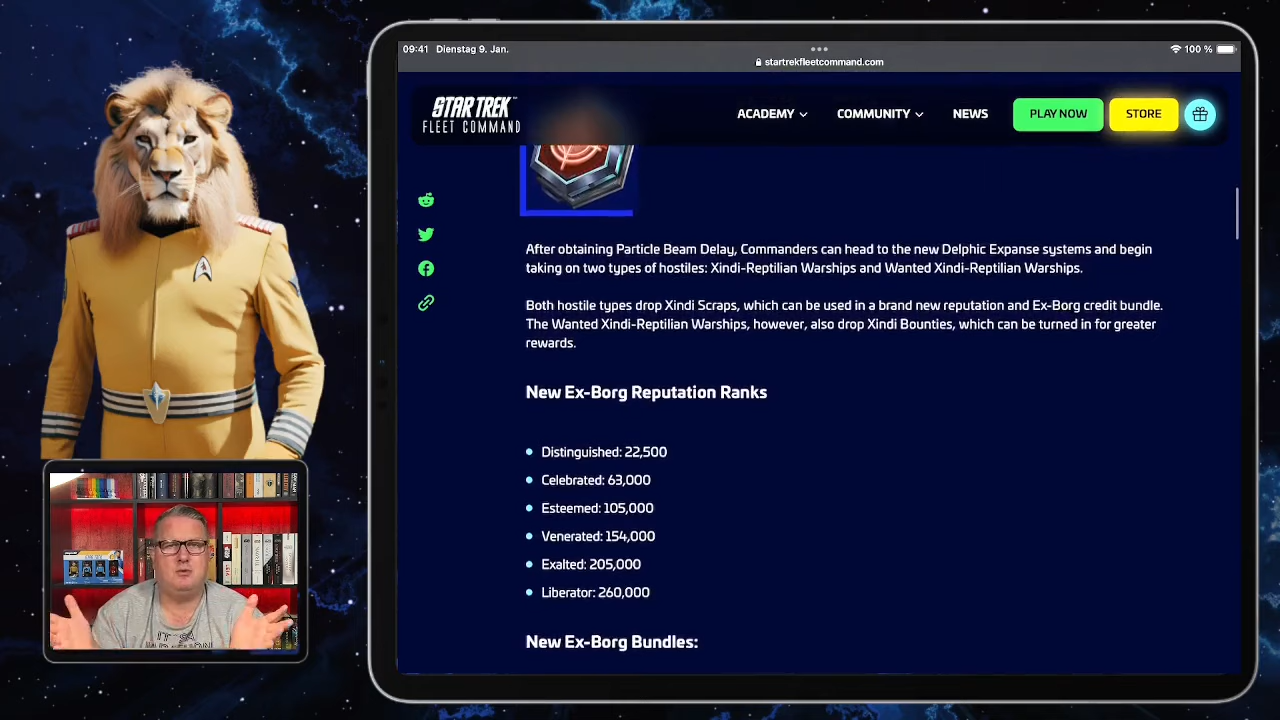 09:41 Dienstag 9. Jan.
100 %
startrekfleetcommand.com
STAR TREK
FLEET COMMAND
ACADEMY
COMMUNITY
NEWS
PLAY NOW
STORE
After obtaining Particle Beam Delay, Commanders can head to the new Delphic Expanse systems and begin
taking on two types of hostiles: Xindi-Reptilian Warships and Wanted Xindi-Reptilian Warships.
Both hostile types drop Xindi Scraps, which can be used in a brand new reputation and Ex-Borg credit bundle.
The Wanted Xindi-Reptilian Warships, however, also drop Xindi Bounties, which can be turned in for greater
rewards.
New Ex-Borg Reputation Ranks
Distinguished: 22,500
Celebrated: 63,000
Esteemed: 105,000
Venerated: 154,000
Exalted: 205,000
Liberator: 260,000
New Ex-Borg Bundles:
IT'S A